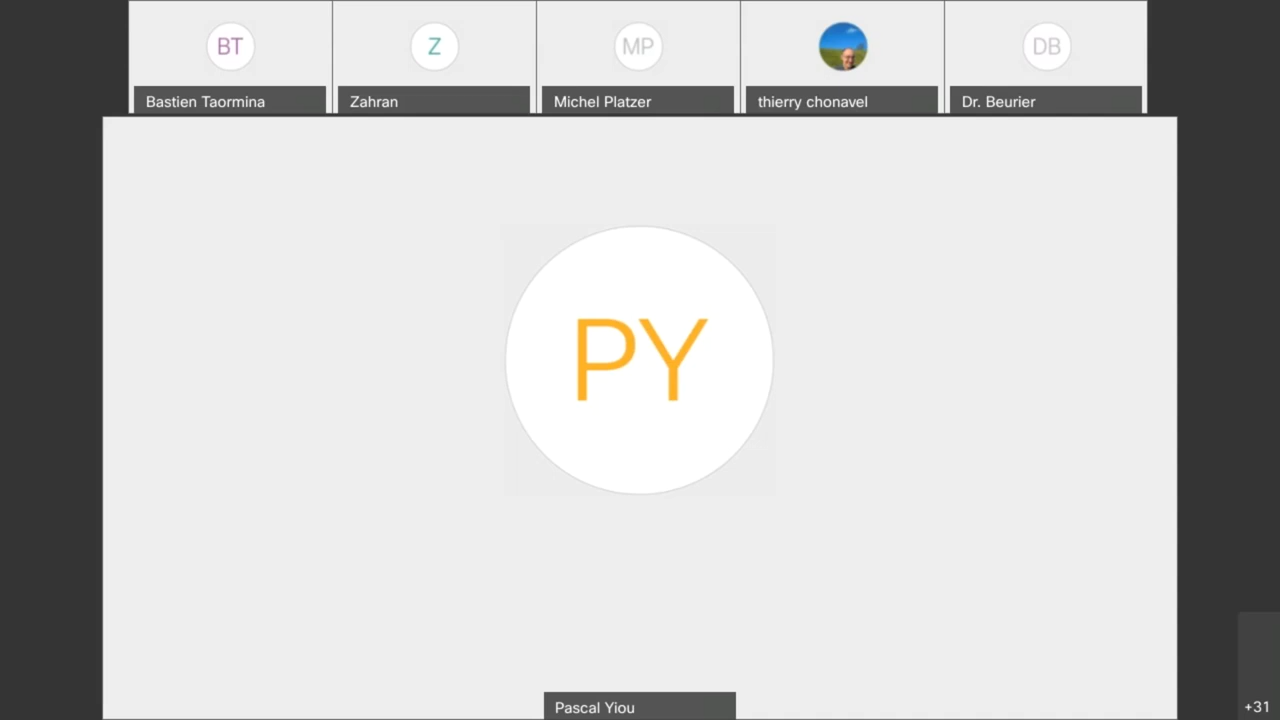 BT
Z
MP
DB
Bastien Taormina
Zahran
Michel Platzer
thierry chonavel
Dr. Beurier
PY
Pascal Yiou
+31